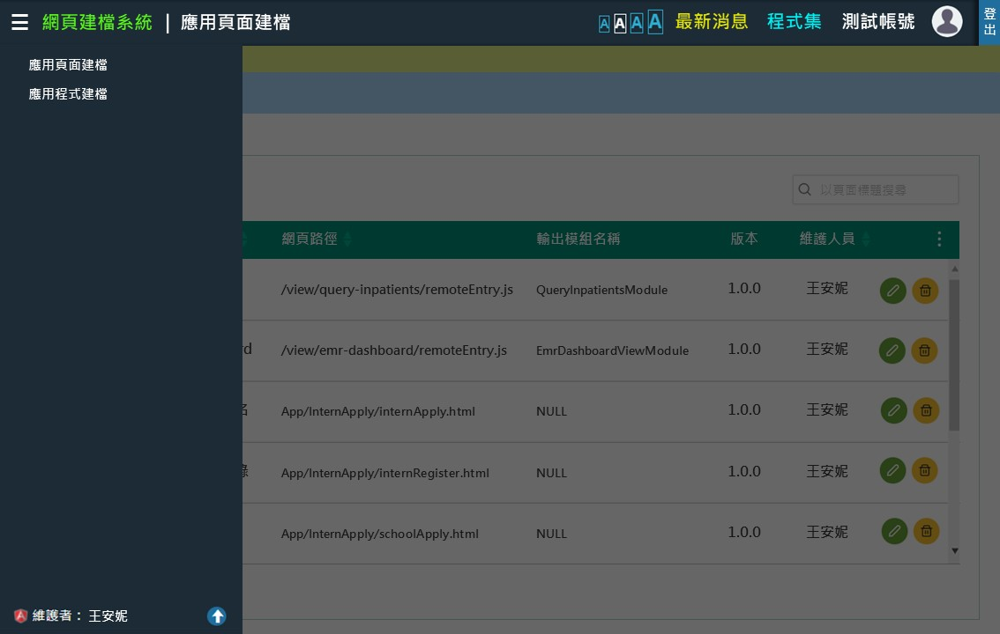 網頁建檔系統 | 應用頁面建檔 A A A A 最新消息 程式集 測試帳號 登出
應用頁面建檔
應用程式建檔
以頁面標題搜尋
網頁路徑 輸出模組名稱 版本 維護人員
/view/query-inpatients/remoteEntry.js QueryInpatientsModule 1.0.0 王安妮
rd /view/emr-dashboard/remoteEntry.js EmrDashboardViewModule 1.0.0 王安妮
名 App/InternApply/internApply.html NULL 1.0.0 王安妮
錄 App/InternApply/internRegister.html NULL 1.0.0 王安妮
App/InternApply/schoolApply.html NULL 1.0.0 王安妮
維護者： 王安妮